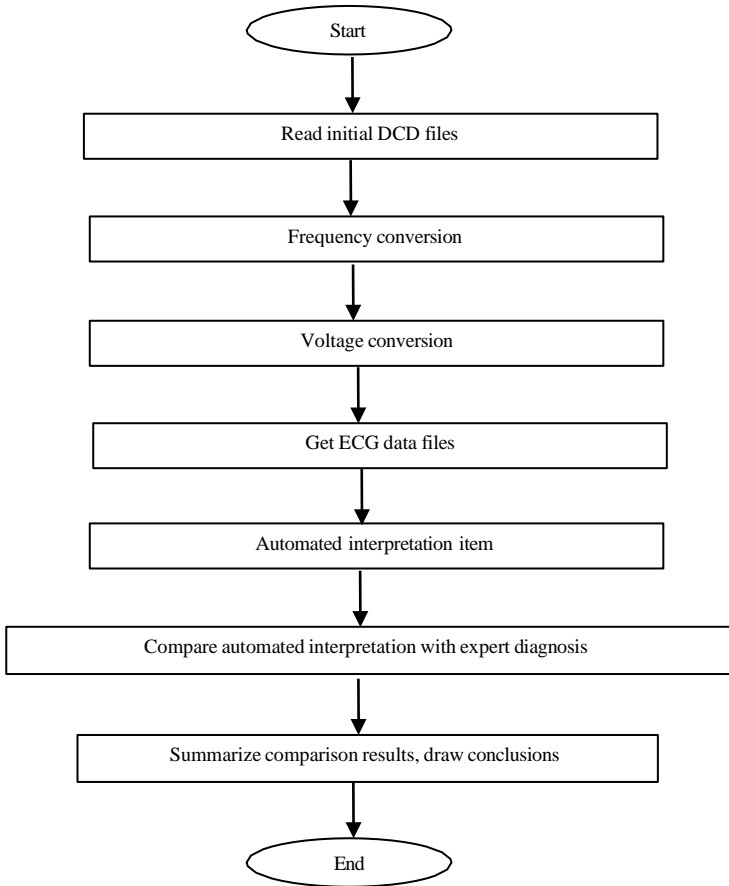 Start
Read initial DCD files
Frequency conversion
Voltage conversion
Get ECG data files
Automated interpretation item
Compare automated interpretation with expert diagnosis
Summarize comparison results, draw conclusions
End